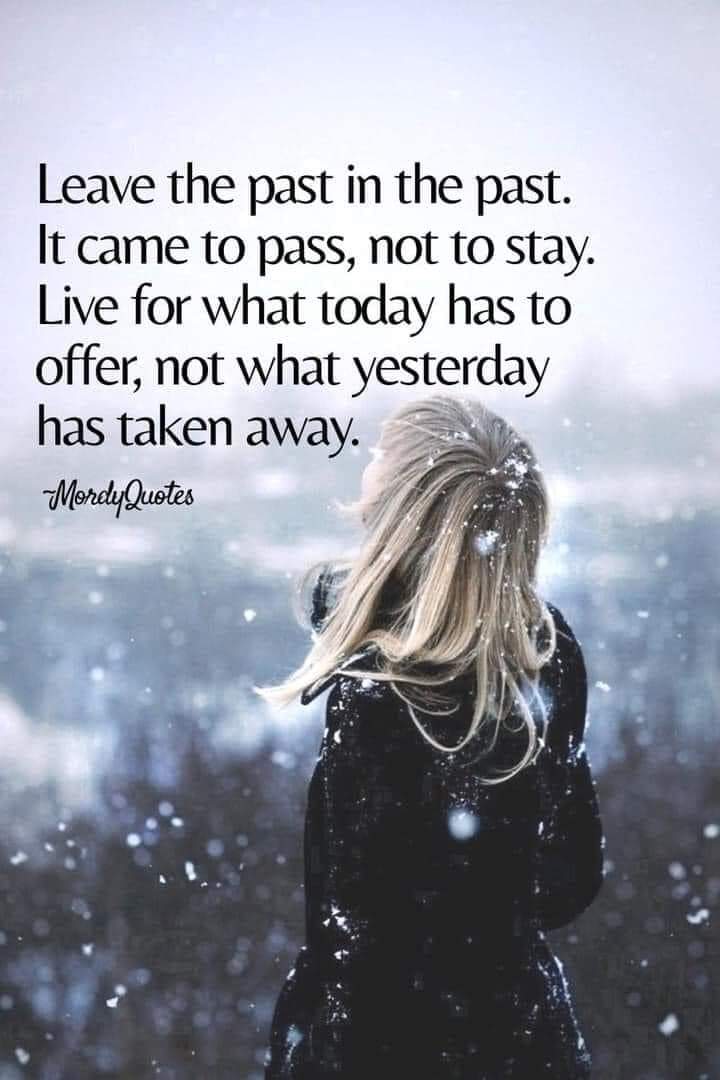 Leave the past in the past.
It came to pass, not to stay.
Live for what today has to
offer, not what yesterday
has taken away.
~MordyQuotes